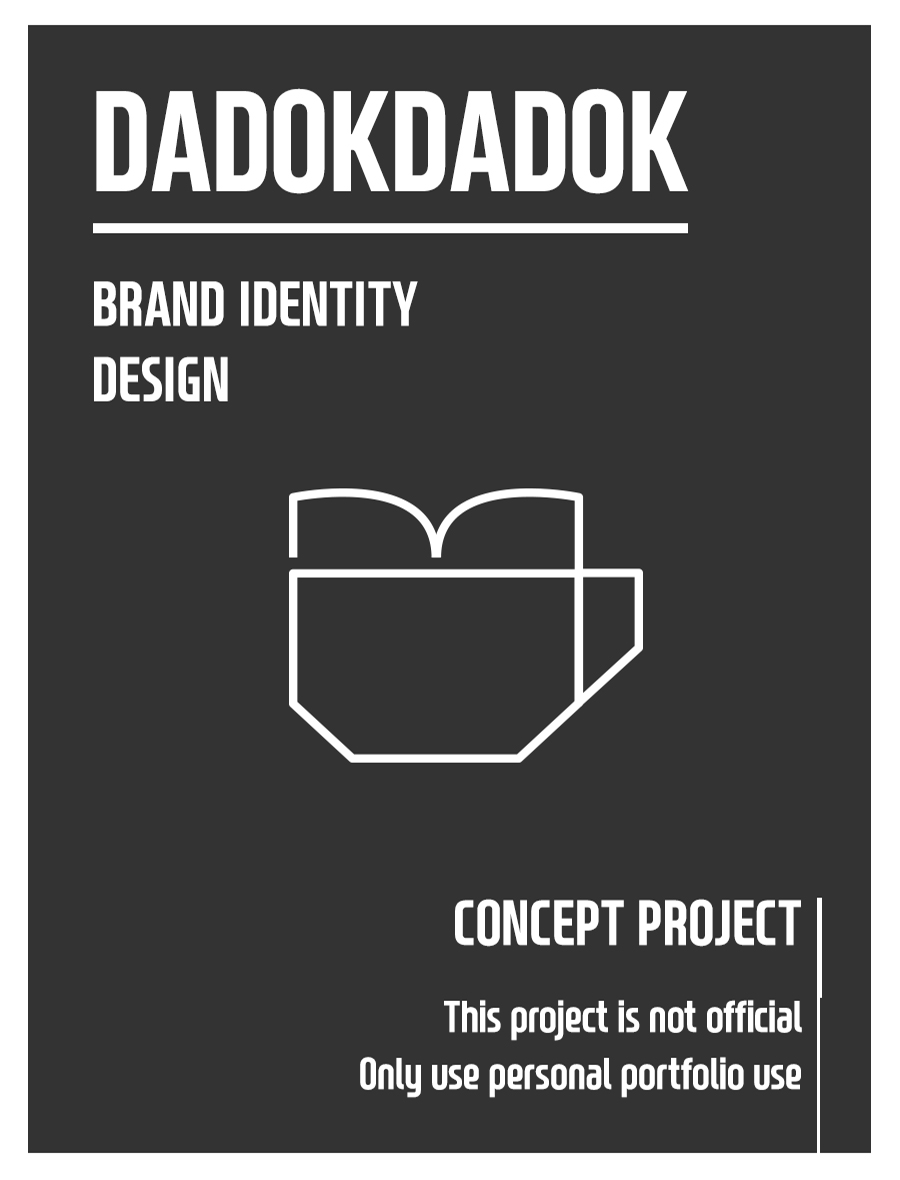 DADOKDADOK
BRAND IDENTITY
DESIGN
CONCEPT PROJECT
This project is not official
Only use personal portfolio use